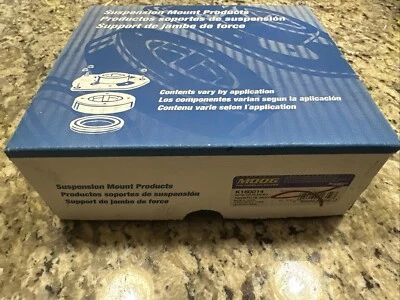 Suspension Mount Products
Productos soportes de suspensión
Support de jambe de force
Contents vary by application
Los componentes varían segun la aplicación
Contenu varie selon l'application
Suspension Mount Products
Productos soportes de suspensión
Support de jambe de force
MOOG